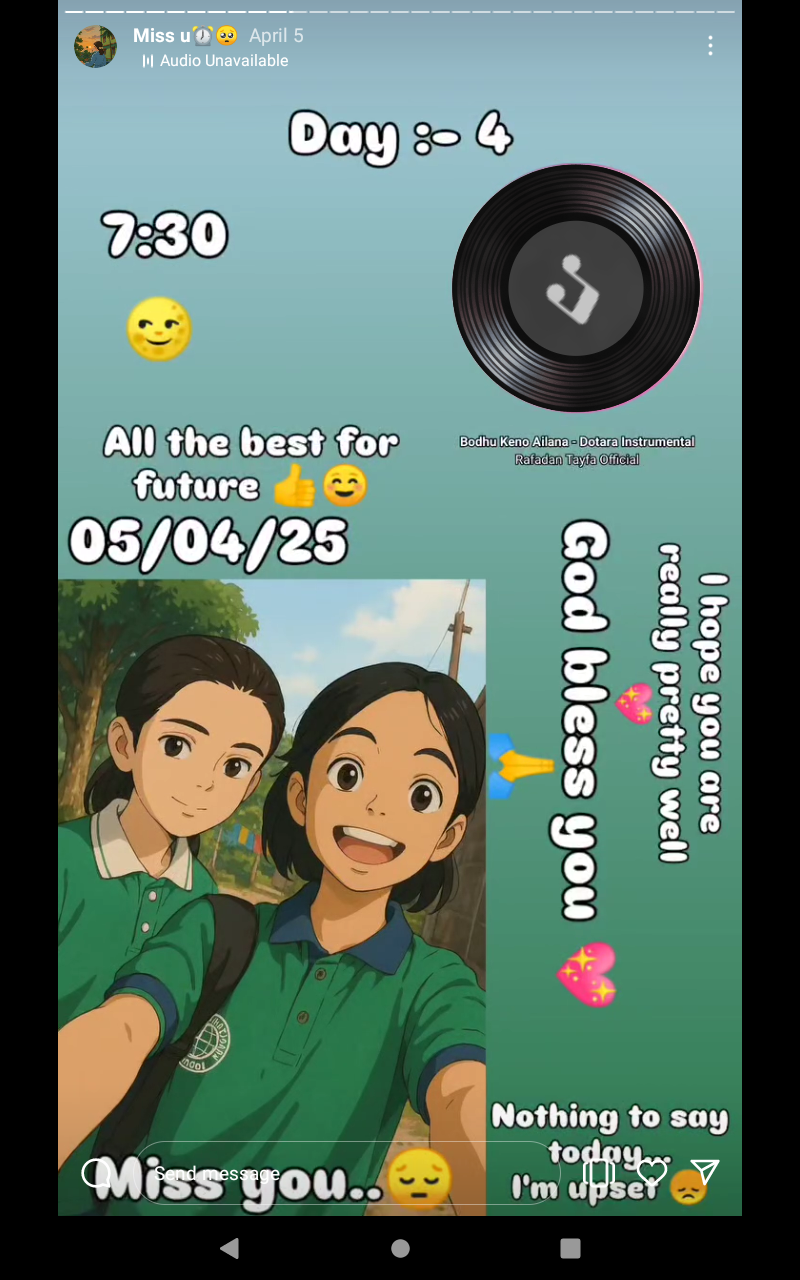 Miss u⏰🥺 April 5
Audio Unavailable
Day :- 4
7:30
Bodhu Keno Ailana - Dotara Instrumental
Rafadan Tayfa Official
All the best for
future 👍☺️
05/04/25
God bless you 💖
🙏
I hope you are
really pretty well
💖
Nothing to say
today...
I'm upset 😞
Miss you..😔
Send message